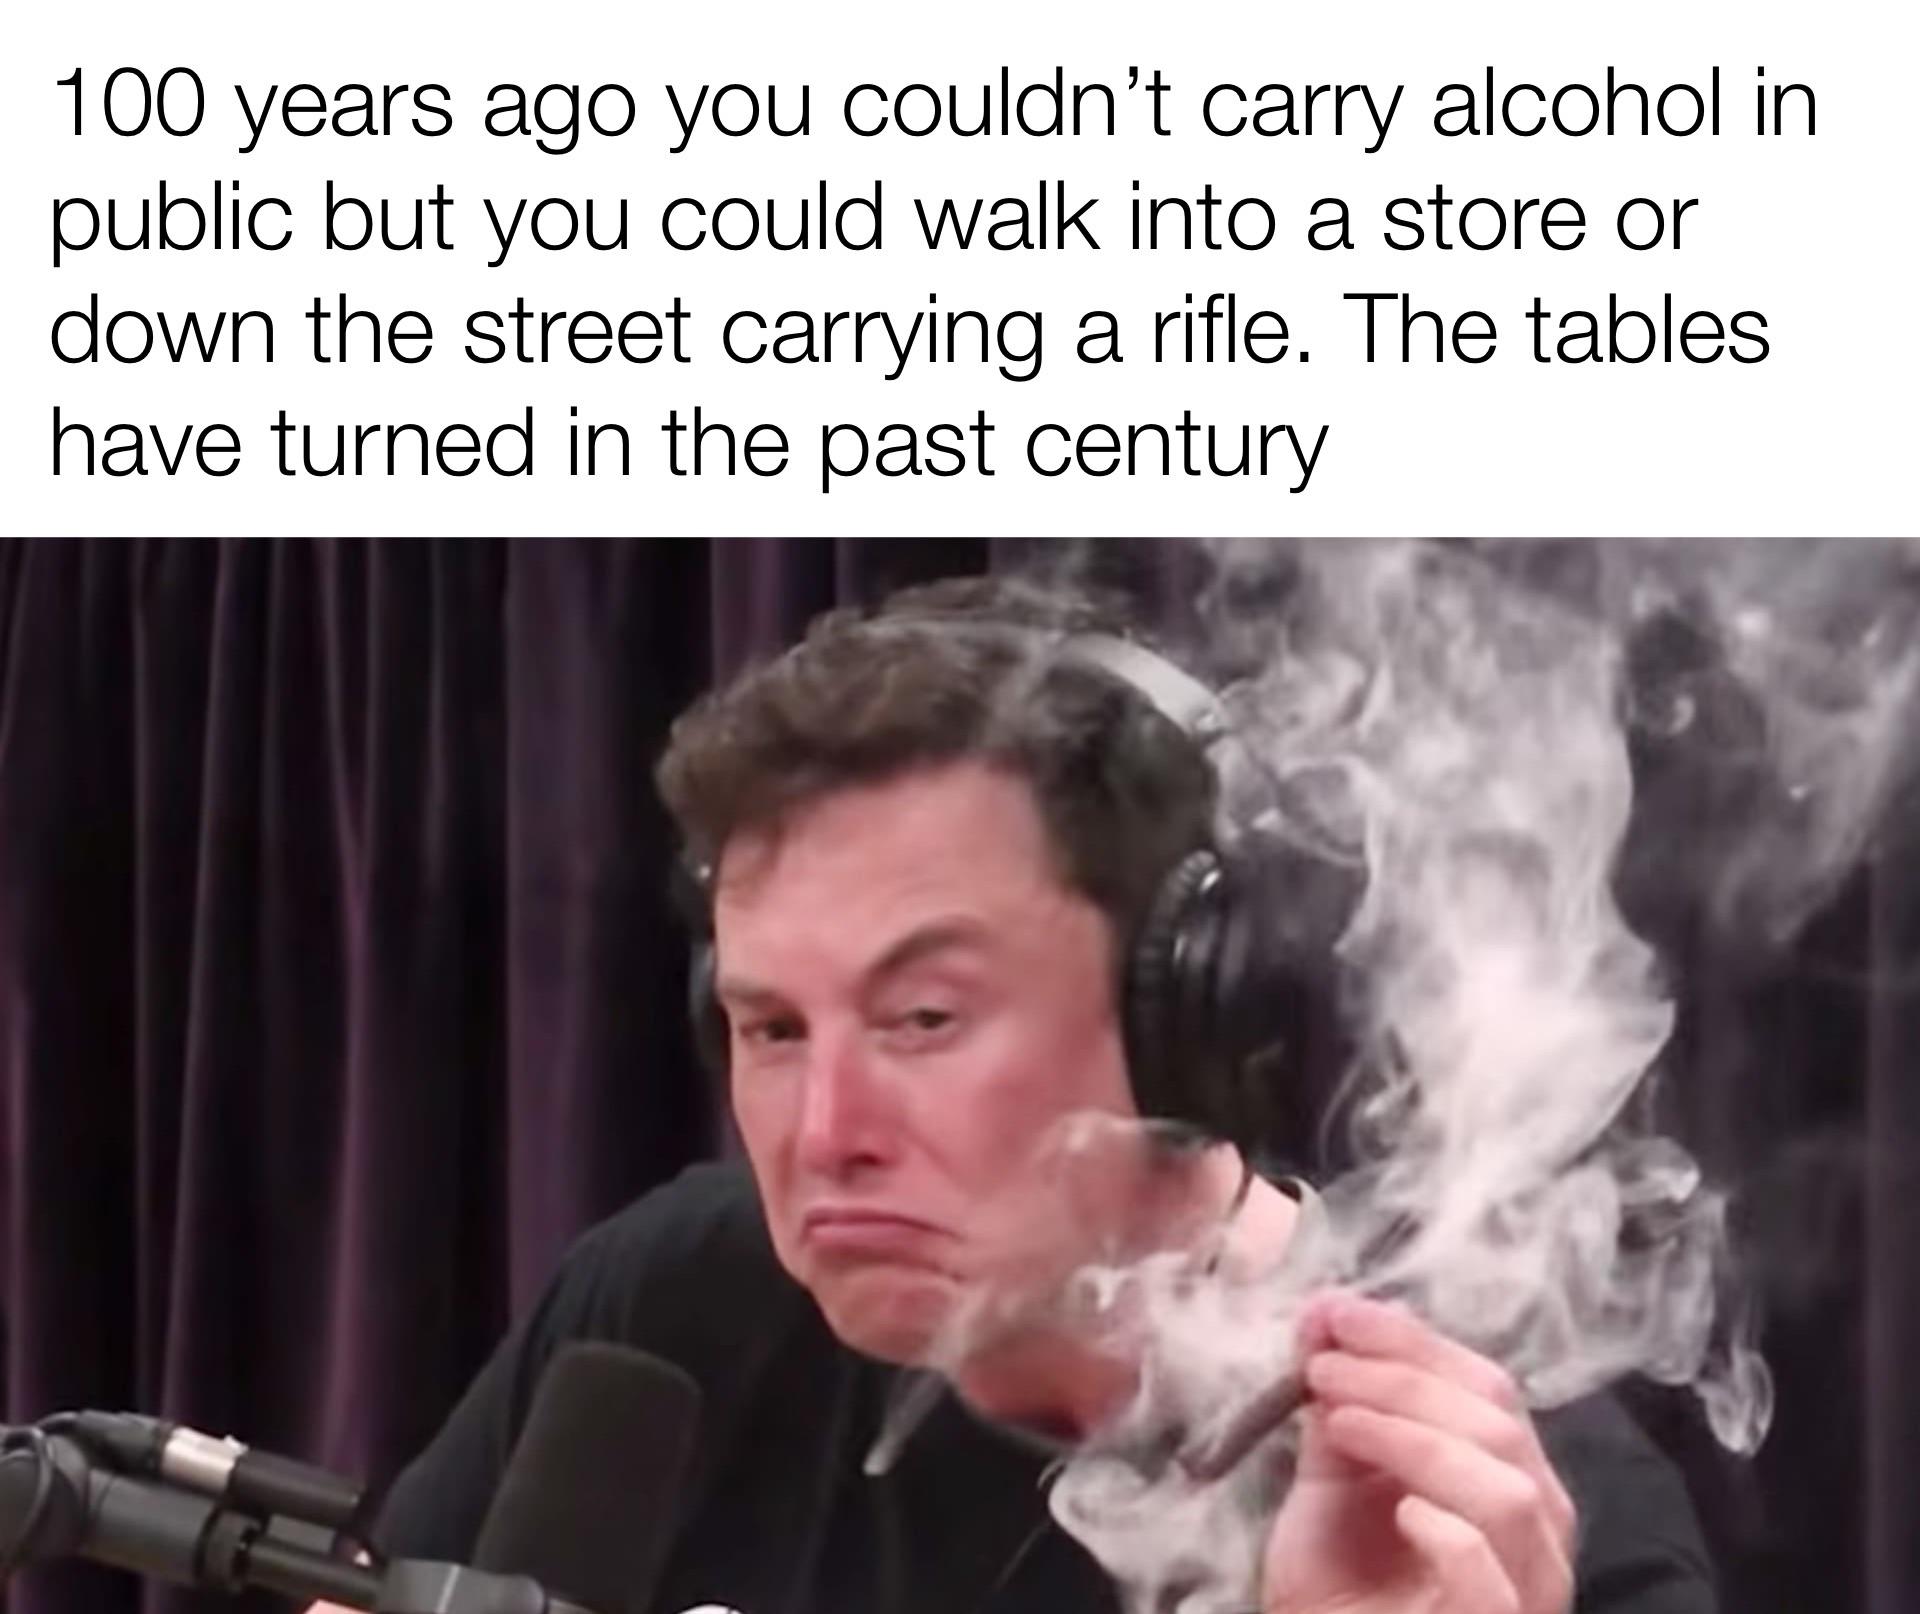 100 years ago you couldn’t carry alcohol in
public but you could walk into a store or
down the street carrying a rifle. The tables
have turned in the past century